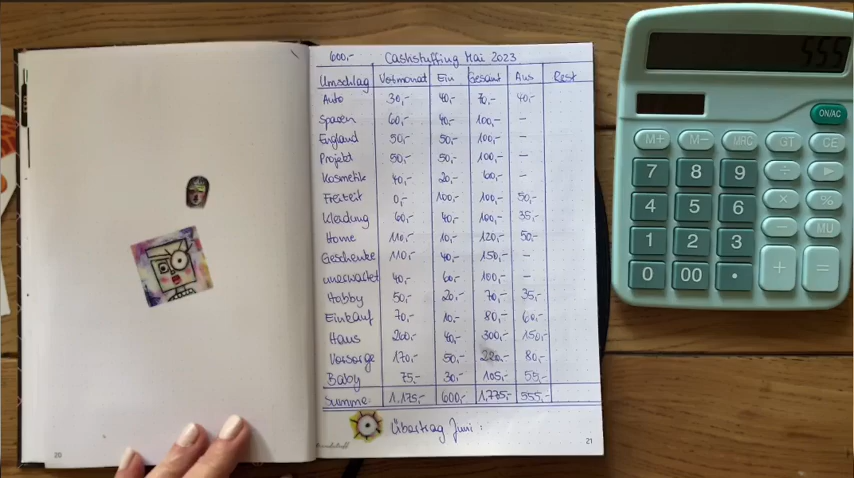 600,- Cashstuffing Mai 2023
Umschlag Vormonat Ein Gesamt Aus Rest
Auto 30,- 40,- 70,- 40,-
Sparen 60,- 40,- 100,- -
England 50,- 50,- 100,- -
Projekt 50,- 50,- 100,- -
Kosmetik 40,- 20,- 60,- -
Freizeit 0,- 100,- 100,- 50,-
Kleidung 60,- 40,- 100,- 35,-
Home 110,- 10,- 120,- 50,-
Geschenke 110,- 40,- 150,- -
unerwartet 40,- 60,- 100,- -
Hobby 50,- 20,- 70,- 35,-
Einkauf 70,- 10,- 80,- 60,-
Haus 260,- 40,- 300,- 150,-
Vorsorge 170,- 50,- 220,- 80,-
Baby 75,- 30,- 105,- 55,-
Summe: 1.175,- 600,- 1.775,- 555,-
Übertrag Juni:
20
21
555
ON/AC
M+ M- MRC GT CE
7 8 9 ÷ ►
4 5 6 × %
1 2 3 − MU
0 00 • + =